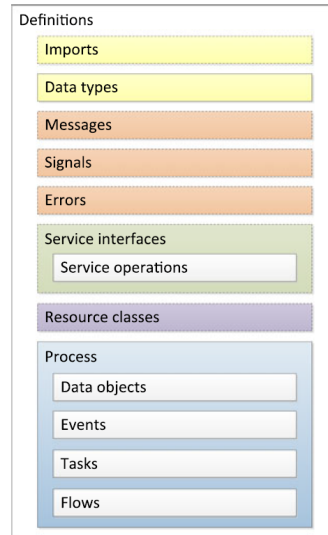 Definitions
Imports
Data types
Messages
Signals
Errors
Service interfaces
Service operations
Resource classes
Process
Data objects
Events
Tasks
Flows